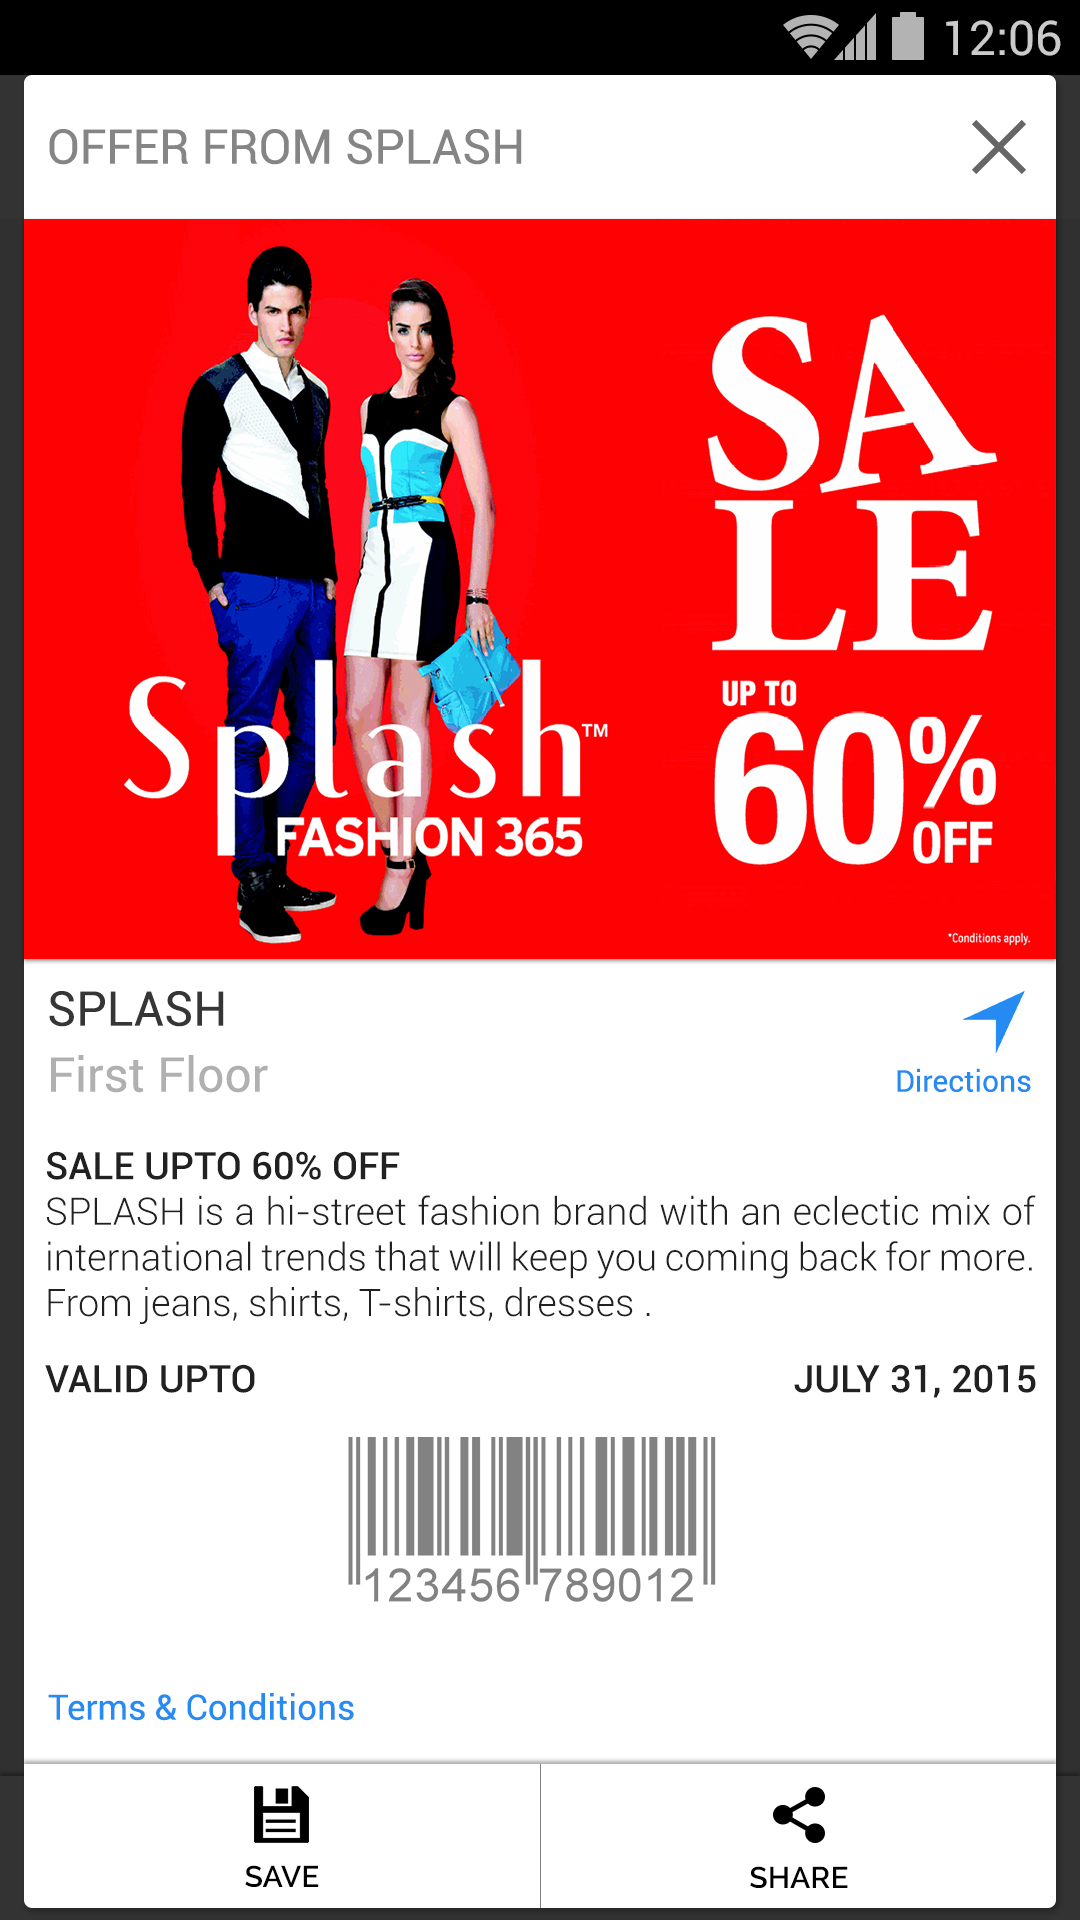 12:06
OFFER FROM SPLASH
SA
LE
UP TO
60%
OFF
Splash™
FASHION 365
*Conditions apply.
SPLASH
First Floor
Directions
SALE UPTO 60% OFF
SPLASH is a hi-street fashion brand with an eclectic mix of
international trends that will keep you coming back for more.
From jeans, shirts, T-shirts, dresses .
VALID UPTO JULY 31, 2015
123456 789012
Terms & Conditions
SAVE SHARE